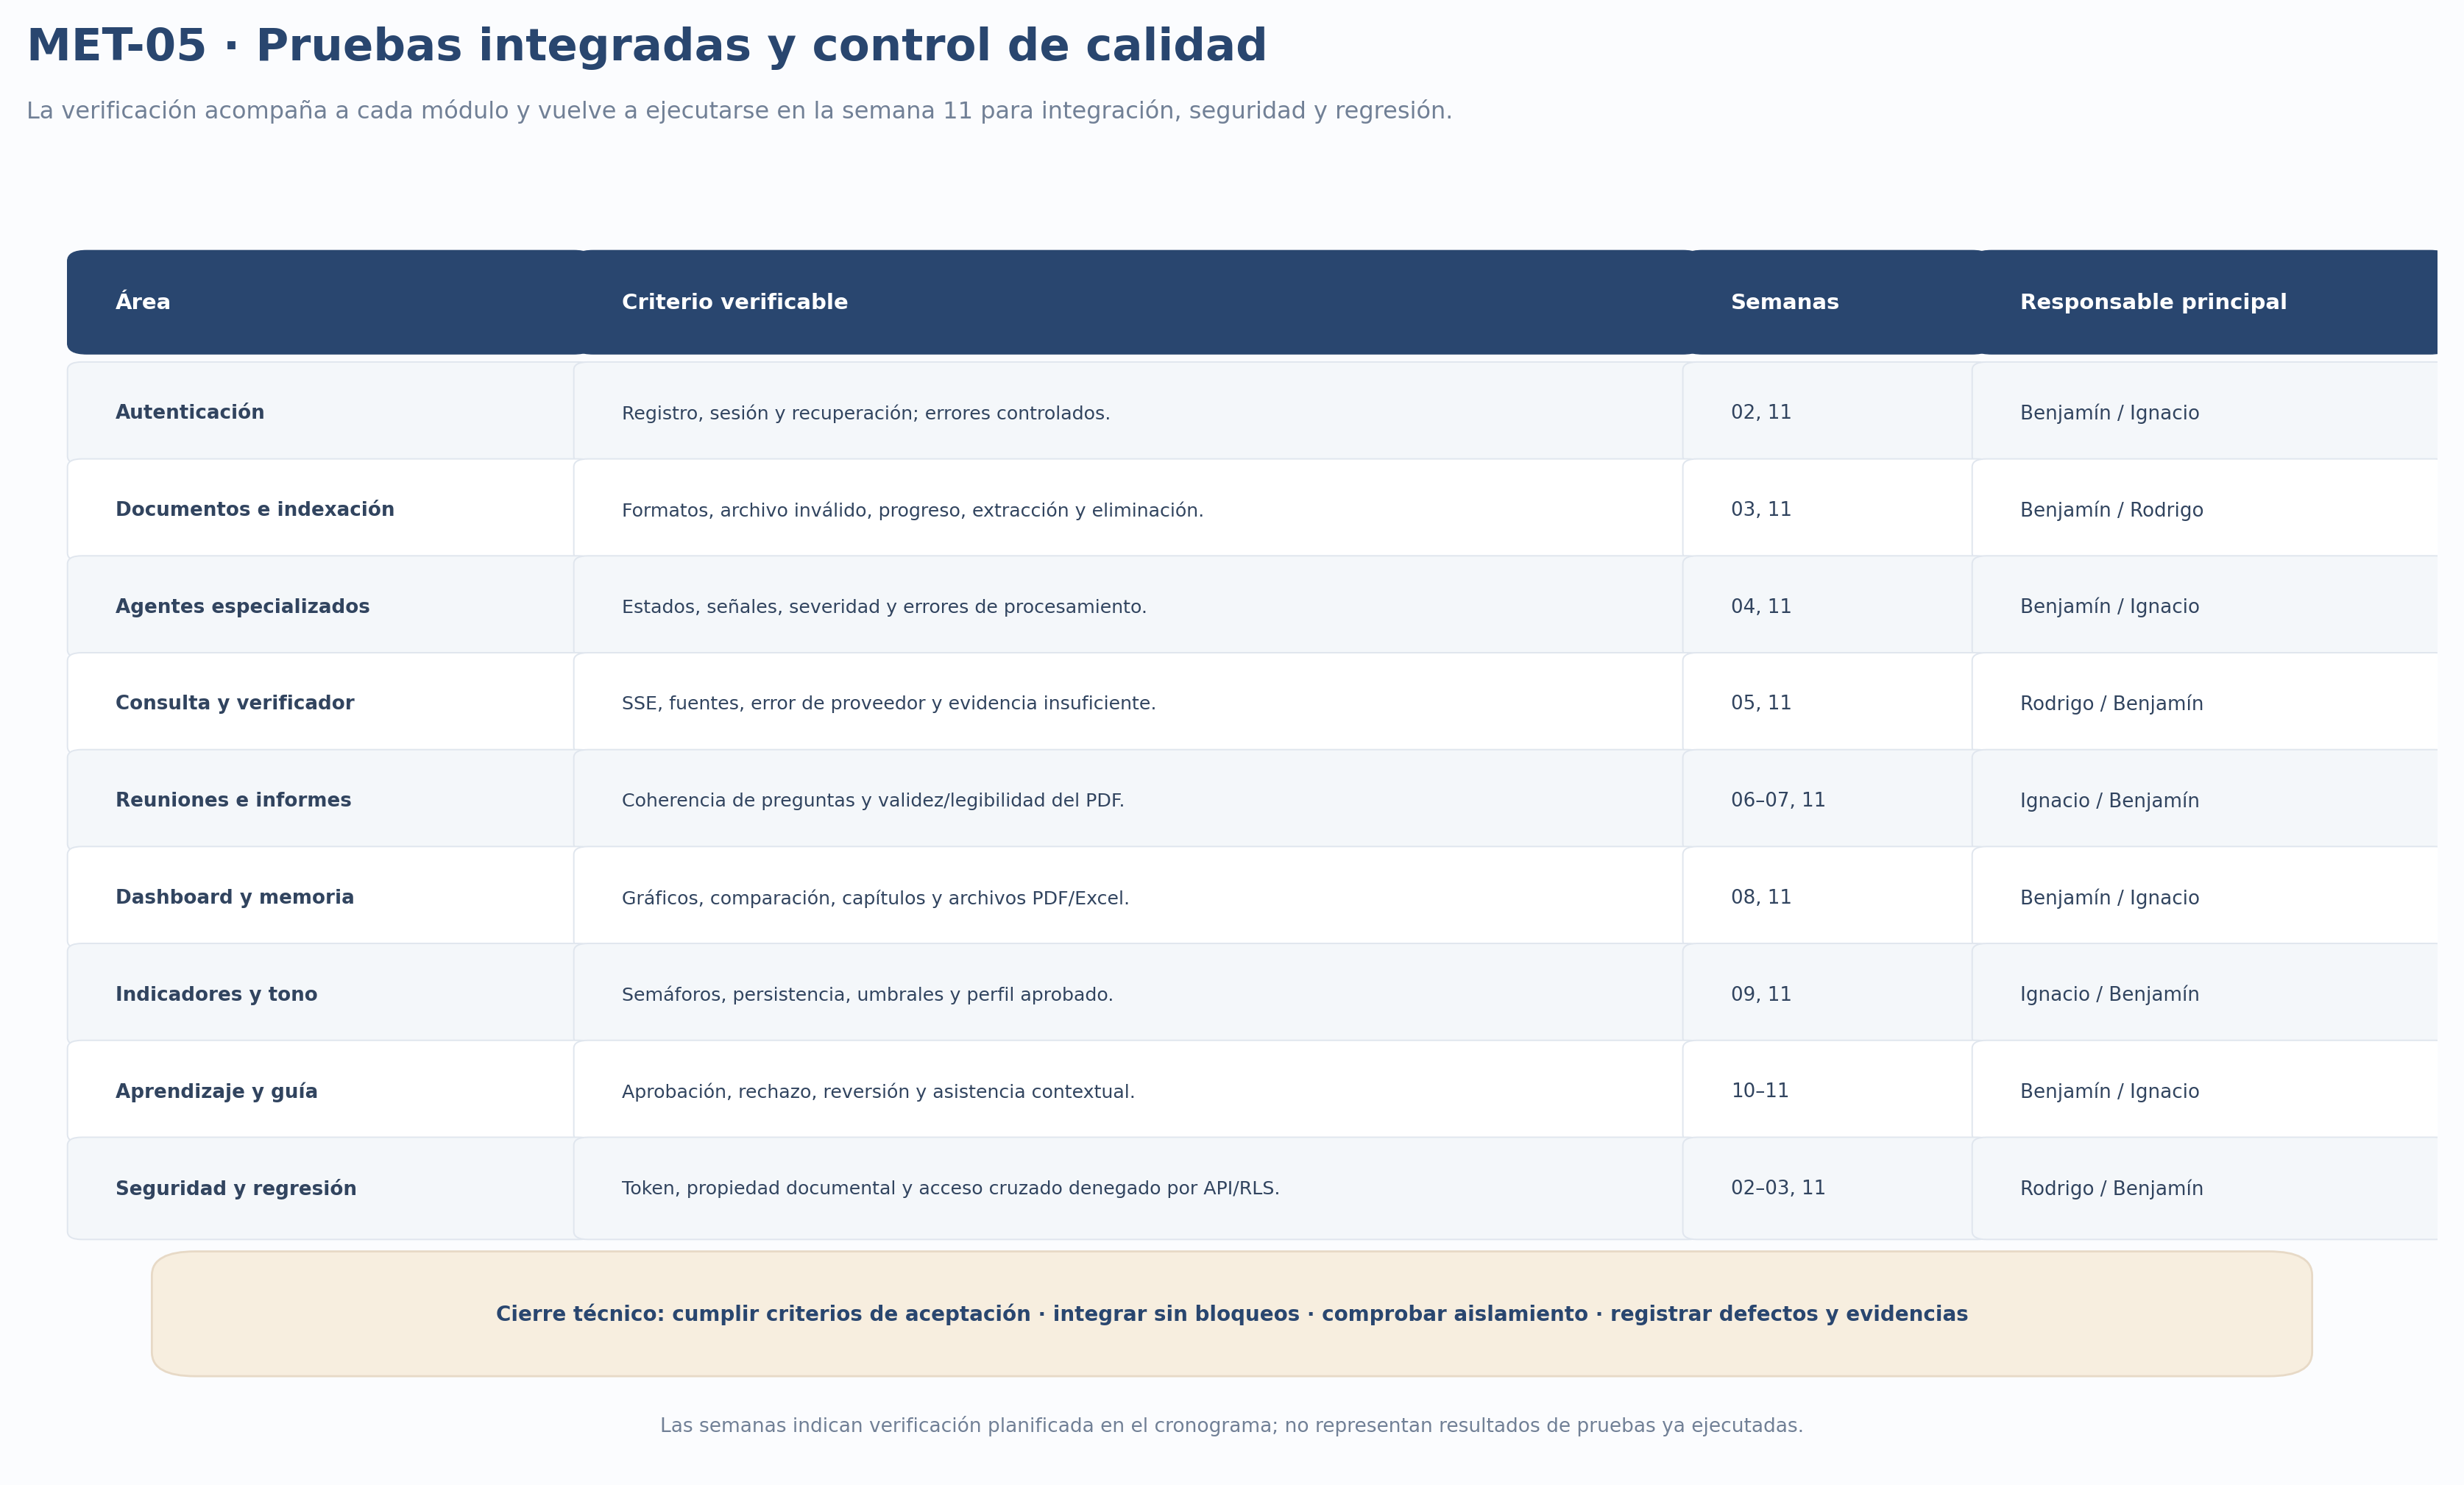 MET-05 · Pruebas integradas y control de calidad
La verificación acompaña a cada módulo y vuelve a ejecutarse en la semana 11 para integración, seguridad y regresión.
Área Criterio verificable Semanas Responsable principal
Autenticación Registro, sesión y recuperación; errores controlados. 02, 11 Benjamín / Ignacio
Documentos e indexación Formatos, archivo inválido, progreso, extracción y eliminación. 03, 11 Benjamín / Rodrigo
Agentes especializados Estados, señales, severidad y errores de procesamiento. 04, 11 Benjamín / Ignacio
Consulta y verificador SSE, fuentes, error de proveedor y evidencia insuficiente. 05, 11 Rodrigo / Benjamín
Reuniones e informes Coherencia de preguntas y validez/legibilidad del PDF. 06–07, 11 Ignacio / Benjamín
Dashboard y memoria Gráficos, comparación, capítulos y archivos PDF/Excel. 08, 11 Benjamín / Ignacio
Indicadores y tono Semáforos, persistencia, umbrales y perfil aprobado. 09, 11 Ignacio / Benjamín
Aprendizaje y guía Aprobación, rechazo, reversión y asistencia contextual. 10–11 Benjamín / Ignacio
Seguridad y regresión Token, propiedad documental y acceso cruzado denegado por API/RLS. 02–03, 11 Rodrigo / Benjamín
Cierre técnico: cumplir criterios de aceptación · integrar sin bloqueos · comprobar aislamiento · registrar defectos y evidencias
Las semanas indican verificación planificada en el cronograma; no representan resultados de pruebas ya ejecutadas.